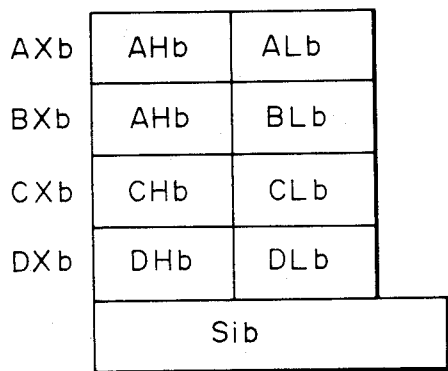 AXb AHb ALb
BXb AHb BLb
CXb CHb CLb
DXb DHb DLb
Sib